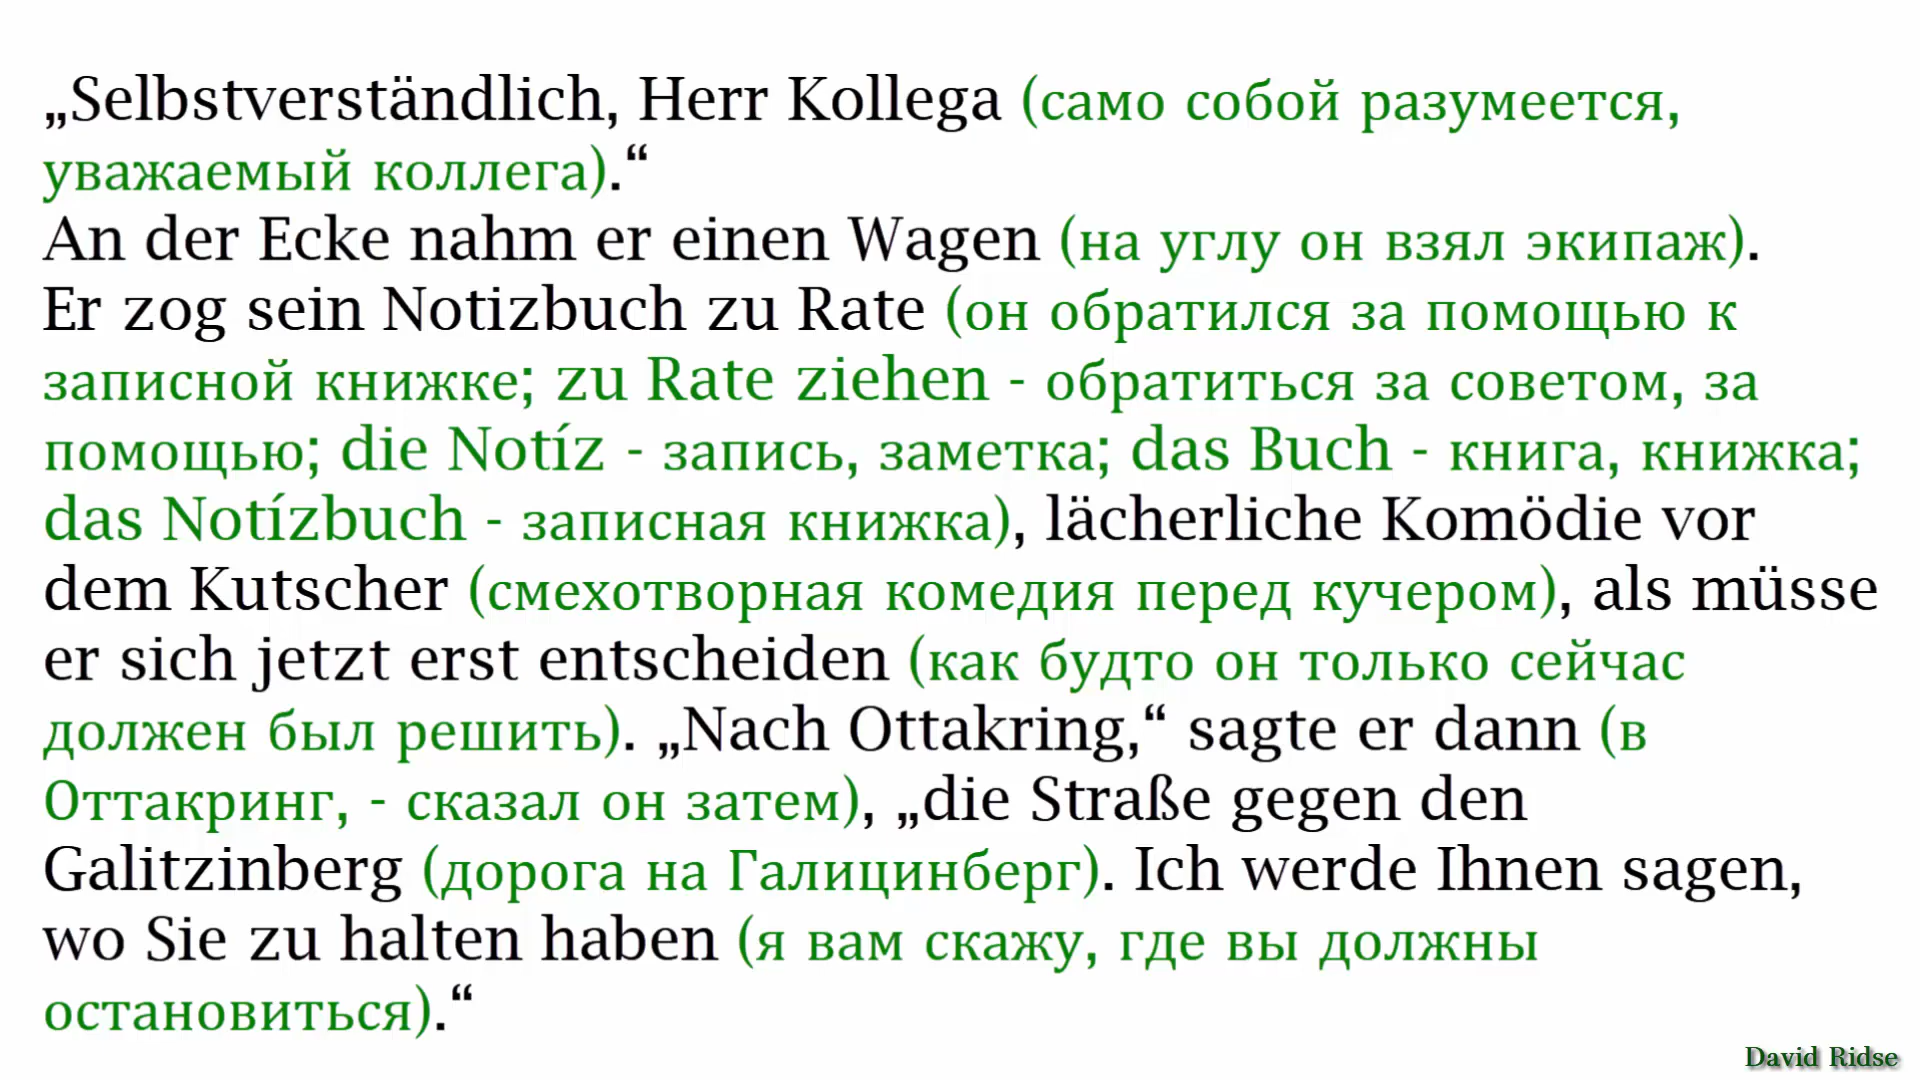 „Selbstverständlich, Herr Kollega (само собой разумеется,
уважаемый коллега).“
An der Ecke nahm er einen Wagen (на углу он взял экипаж).
Er zog sein Notizbuch zu Rate (он обратился за помощью к
записной книжке; zu Rate ziehen - обратиться за советом, за
помощью; die Notíz - запись, заметка; das Buch - книга, книжка;
das Notízbuch - записная книжка), lächerliche Komödie vor
dem Kutscher (смехотворная комедия перед кучером), als müsse
er sich jetzt erst entscheiden (как будто он только сейчас
должен был решить). „Nach Ottakring,“ sagte er dann (в
Оттакринг, - сказал он затем), „die Straße gegen den
Galitzinberg (дорога на Галицинберг). Ich werde Ihnen sagen,
wo Sie zu halten haben (я вам скажу, где вы должны
остановиться).“
David Ridse